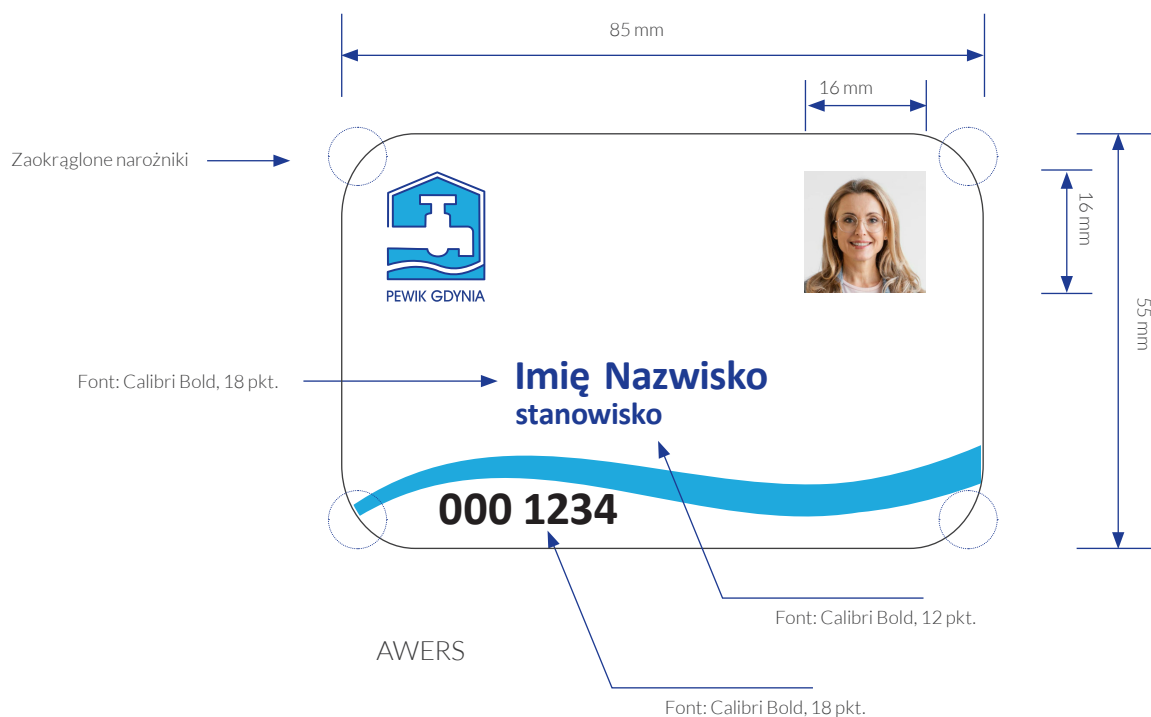 85 mm
16 mm
Zaokrąglone narożniki
16 mm
PEWIK GDYNIA
55 mm
Font: Calibri Bold, 18 pkt.
Imię Nazwisko
stanowisko
000 1234
Font: Calibri Bold, 12 pkt.
AWERS
Font: Calibri Bold, 18 pkt.